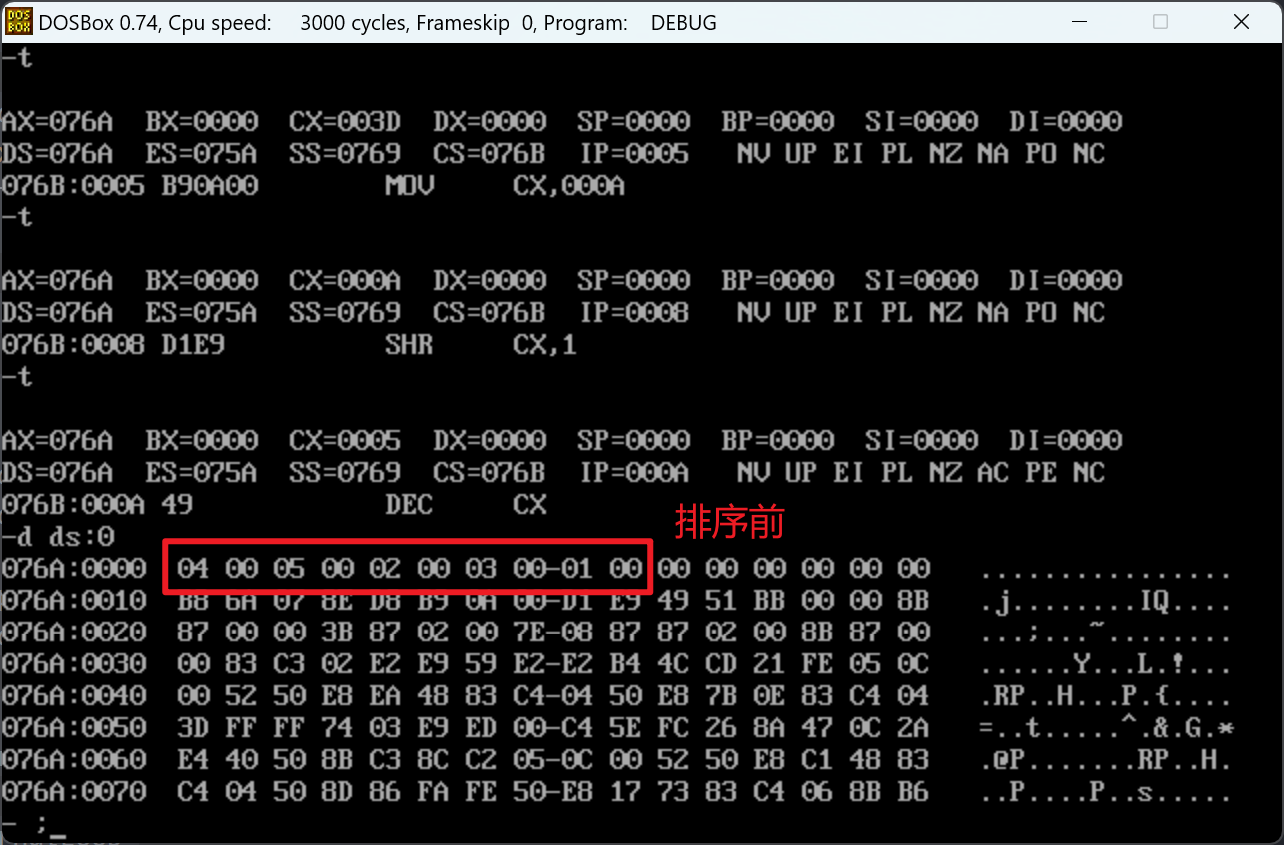 DOSBox 0.74, Cpu speed: 3000 cycles, Frameskip 0, Program: DEBUG
-t
AX=076A BX=0000 CX=003D DX=0000 SP=0000 BP=0000 SI=0000 DI=0000
DS=076A ES=075A SS=0769 CS=076B IP=0005 NV UP EI PL NZ NA PO NC
076B:0005 B90A00 MOV CX,000A
-t
AX=076A BX=0000 CX=000A DX=0000 SP=0000 BP=0000 SI=0000 DI=0000
DS=076A ES=075A SS=0769 CS=076B IP=0008 NV UP EI PL NZ NA PO NC
076B:0008 D1E9 SHR CX,1
-t
AX=076A BX=0000 CX=0005 DX=0000 SP=0000 BP=0000 SI=0000 DI=0000
DS=076A ES=075A SS=0769 CS=076B IP=000A NV UP EI PL NZ AC PE NC
076B:000A 49 DEC CX
排序前
-d ds:0
076A:0000 04 00 05 00 02 00 03 00-01 00 00 00 00 00 00 00 ................
076A:0010 B8 6A 07 8E D8 B9 0A 00-D1 E9 49 51 BB 00 00 8B .j........IQ....
076A:0020 87 00 00 3B 87 02 00 7E-08 87 87 02 00 8B 87 00 ...;...~........
076A:0030 00 83 C3 02 E2 E9 59 E2-E2 B4 4C CD 21 FE 05 0C ......Y...L.!...
076A:0040 00 52 50 E8 EA 48 83 C4-04 50 E8 7B 0E 83 C4 04 .RP..H...P.{....
076A:0050 3D FF FF 74 03 E9 ED 00-C4 5E FC 26 8A 47 0C 2A =..t.....^.&.G.*
076A:0060 E4 40 50 8B C3 8C C2 05-0C 00 52 50 E8 C1 48 83 .@P.......RP..H.
076A:0070 C4 04 50 8D 86 FA FE 50-E8 17 73 83 C4 06 8B B6 ..P....P..s.....
- ;_